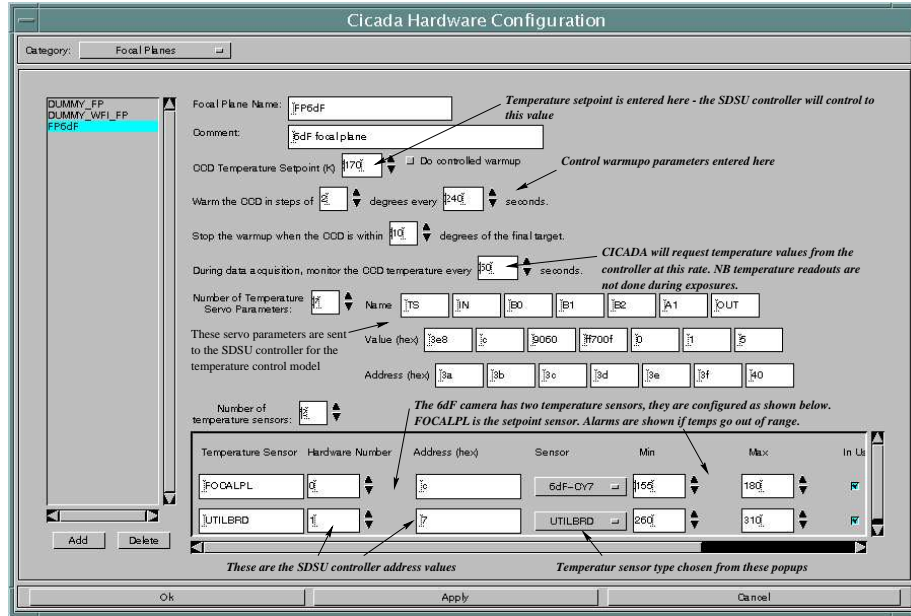 Cicada Hardware Configuration
Category: Focal Planes
DUMMY_FP
DUMMY_WFI_FP
FP6dF
Focal Plane Name: FP6dF
Temperature setpoint is entered here - the SDSU controller will control to
this value
Comment: 6dF focal plane
CCD Temperature Setpoint (K) 170 Do controlled warmup
Control warmupo parameters entered here
Warm the CCD in steps of 2 degrees every 240 seconds.
Stop the warmup when the CCD is within 10 degrees of the final target.
CICADA will request temperature values from the
controller at this rate. NB temperature readouts are
not done during exposures.
During data acquisition, monitor the CCD temperature every 50 seconds.
Number of Temperature
Servo Parameters: 7 Name TS IN B0 B1 B2 A1 OUT
These servo parameters are sent
to the SDSU controller for the
temperature control model
Value (hex) 3e8 c 9060 ff700f 0 1 5
Address (hex) 3a 3b 3c 3d 3e 3f 40
Number of
temperature sensors: 2
The 6dF camera has two temperature sensors, they are configured as shown below.
FOCALPL is the setpoint sensor. Alarms are shown if temps go out of range.
Temperature Sensor Hardware Number Address (hex) Sensor Min Max In Us
FOCALPL 0 c 6dF-CY7 155 180
UTILBRD 1 7 UTILBRD 260 310
Add Delete
These are the SDSU controller address values
Temperatur sensor type chosen from these popups
Ok Apply Cancel